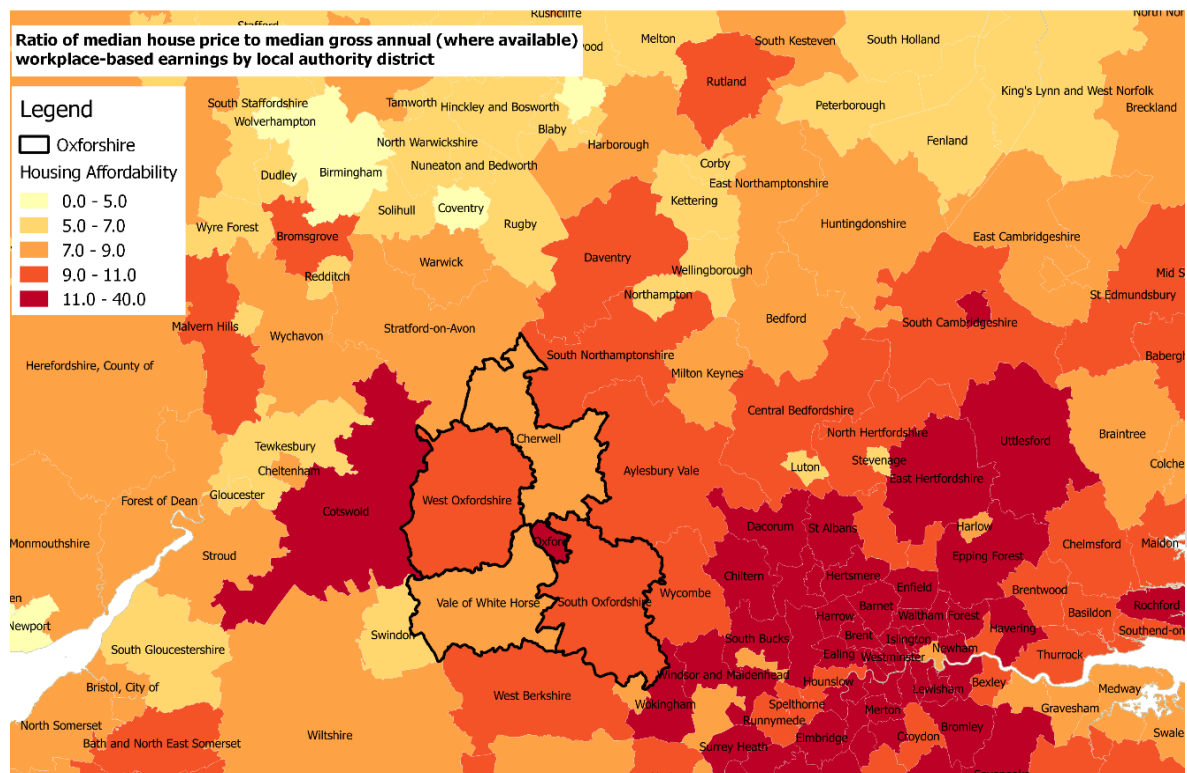 Rushcliffe
North Nor
Stafford
Ratio of median house price to median gross annual (where available)
workplace-based earnings by local authority district
ood
Melton
South Kesteven
South Holland
Rutland
Legend
Oxforshire
Housing Affordability
0.0 - 5.0
5.0 - 7.0
7.0 - 9.0
9.0 - 11.0
11.0 - 40.0
South Staffordshire
Tamworth
Hinckley and Bosworth
Peterborough
King's Lynn and West Norfolk
Breckland
Wolverhampton
Blaby
North Warwickshire
Harborough
Fenland
Nuneaton and Bedworth
Corby
Dudley
Birmingham
East Northamptonshire
Kettering
Solihull
Coventry
Wyre Forest
Rugby
Huntingdonshire
Bromsgrove
East Cambridgeshire
Daventry
Warwick
Redditch
Wellingborough
Mid S
Northampton
St Edmundsbury
Malvern Hills
Wychavon
Stratford-on-Avon
Bedford
South Cambridgeshire
South Northamptonshire
Babergh
Herefordshire, County of
Milton Keynes
Central Bedfordshire
Cherwell
North Hertfordshire
Uttlesford
Braintree
Tewkesbury
Cheltenham
Aylesbury Vale
Luton
Stevenage
Colche
East Hertfordshire
Gloucester
Forest of Dean
West Oxfordshire
Cotswold
Dacorum
St Albans
Harlow
Monmouthshire
Oxford
Chelmsford
Maldon
Stroud
Epping Forest
Chiltern
Hertsmere
Enfield
Wycombe
Brentwood
en
Vale of White Horse
South Oxfordshire
Barnet
Rochford
Newport
Harrow
Waltham Forest
Basildon
Swindon
South Bucks
Brent
Islington
Havering
Southend-on
South Gloucestershire
Ealing
Westminster
Newham
Thurrock
Windsor and Maidenhead
Hounslow
Bexley
Bristol, City of
West Berkshire
Lewisham
Medway
Wokingham
Spelthorne
Merton
Gravesham
North Somerset
Runnymede
Bromley
Wiltshire
Elmbridge
Croydon
Swale
Bath and North East Somerset
Surrey Heath